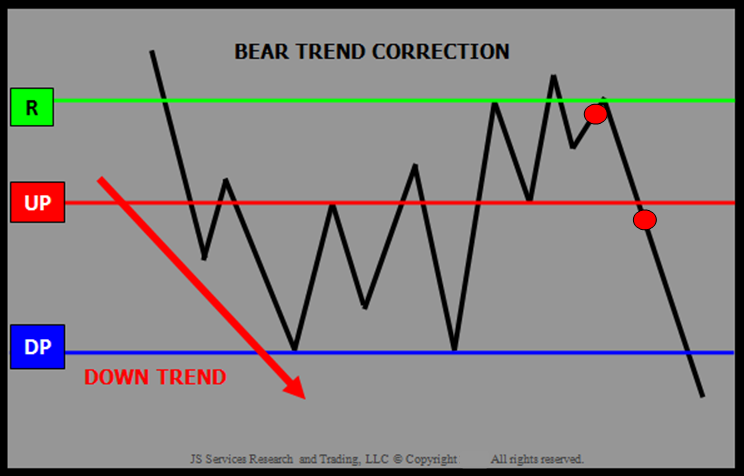 BEAR TREND CORRECTION
R
UP
DP
DOWN TREND
JS Services Research and Trading, LLC © Copyright All rights reserved.